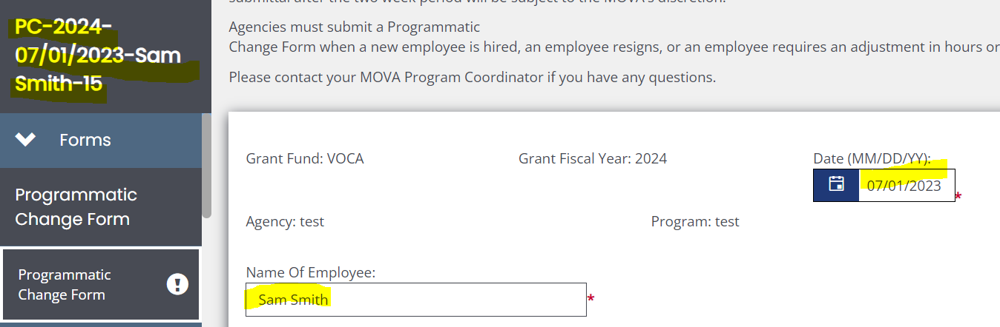 submittal after the two week period will be subject to the MOVA's discretion.
PC-2024-
07/01/2023-Sam
Smith-15
Agencies must submit a Programmatic
Change Form when a new employee is hired, an employee resigns, or an employee requires an adjustment in hours or
Please contact your MOVA Program Coordinator if you have any questions.
Forms
Programmatic
Change Form
Programmatic
Change Form
Grant Fund: VOCA
Grant Fiscal Year: 2024
Date (MM/DD/YY):
07/01/2023
*
Agency: test
Program: test
Name Of Employee:
Sam Smith
*